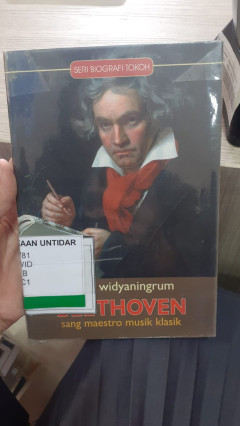 SERI BIOGRAFI TOKOH
AAN UNTIDAR
81
VID
B
C1
widyaningrum
THOVEN
sang maestro musik klasik